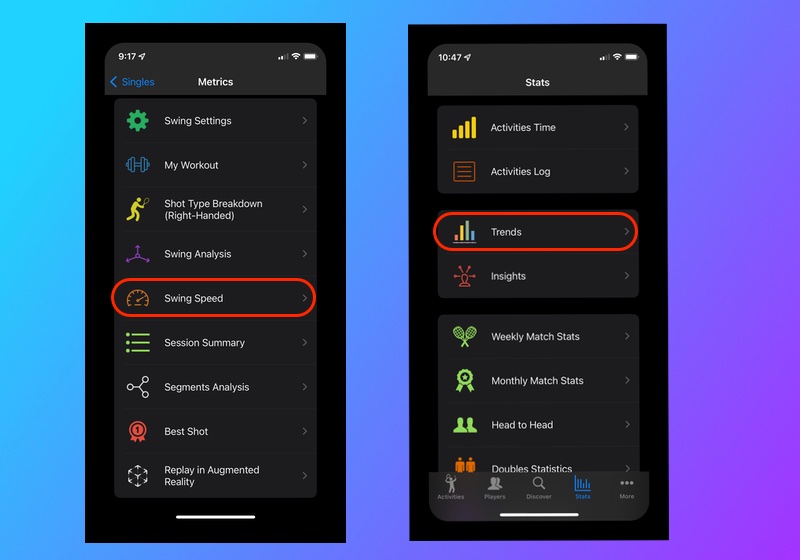 9:17
Singles
Metrics
Swing Settings
My Workout
Shot Type Breakdown
(Right-Handed)
Swing Analysis
Swing Speed
Session Summary
Segments Analysis
1
Best Shot
Replay in Augmented
Reality
10:47
Stats
Activities Time
Activities Log
Trends
Insights
Weekly Match Stats
Monthly Match Stats
Head to Head
Doubles Statistics
Activities
Players
Discover
Stats
More